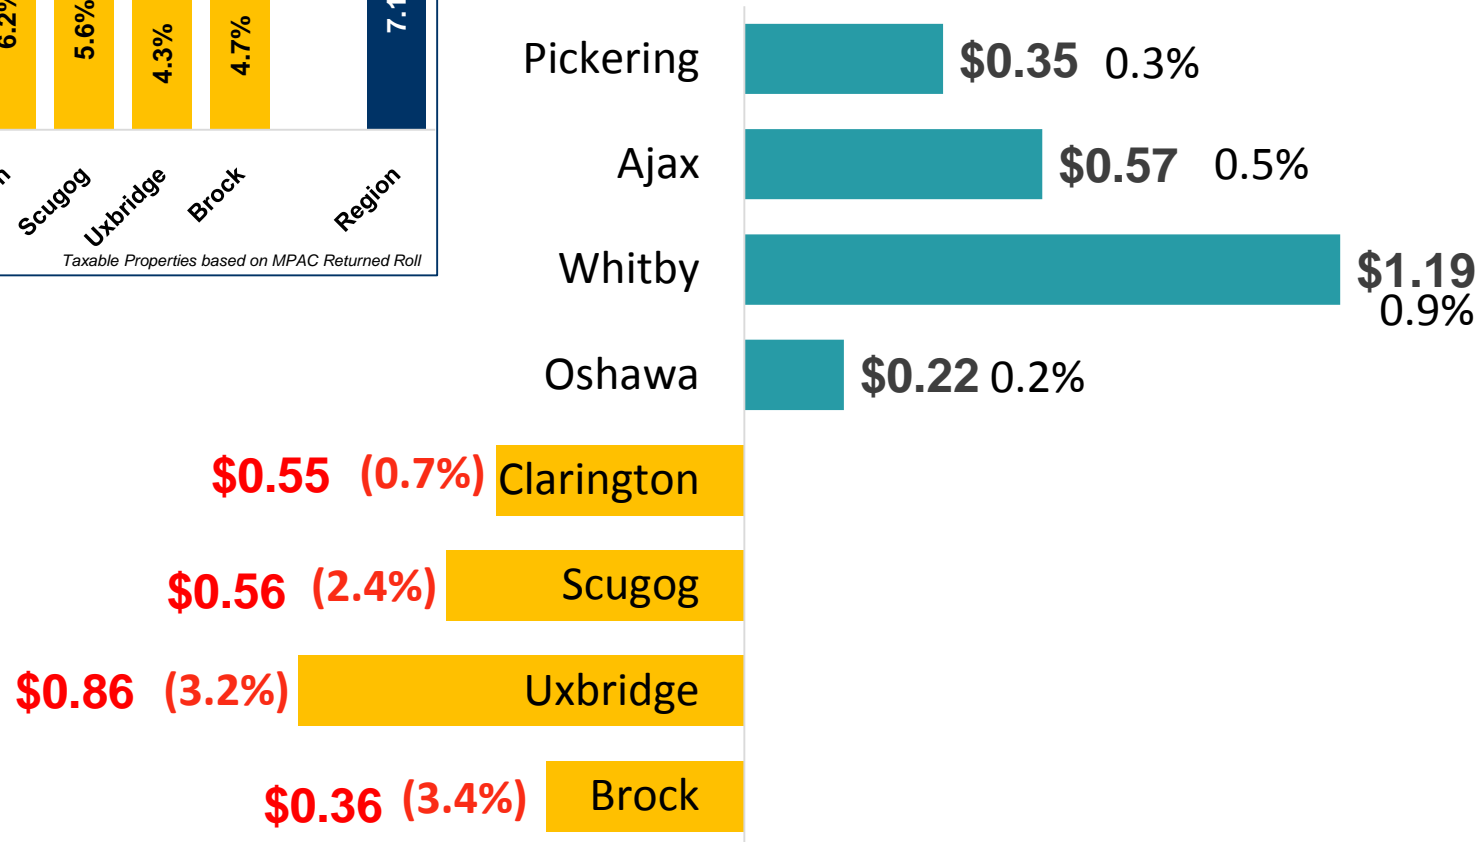 5.6%
4.3%
4.7%
Scugog
Uxbridge
Brock
Region
Taxable Properties based on MPAC Returned Roll
Pickering $0.35 0.3%
Ajax $0.57 0.5%
Whitby $1.19
0.9%
Oshawa $0.22 0.2%
$0.55 (0.7%) Clarington
$0.56 (2.4%) Scugog
$0.86 (3.2%) Uxbridge
$0.36 (3.4%) Brock